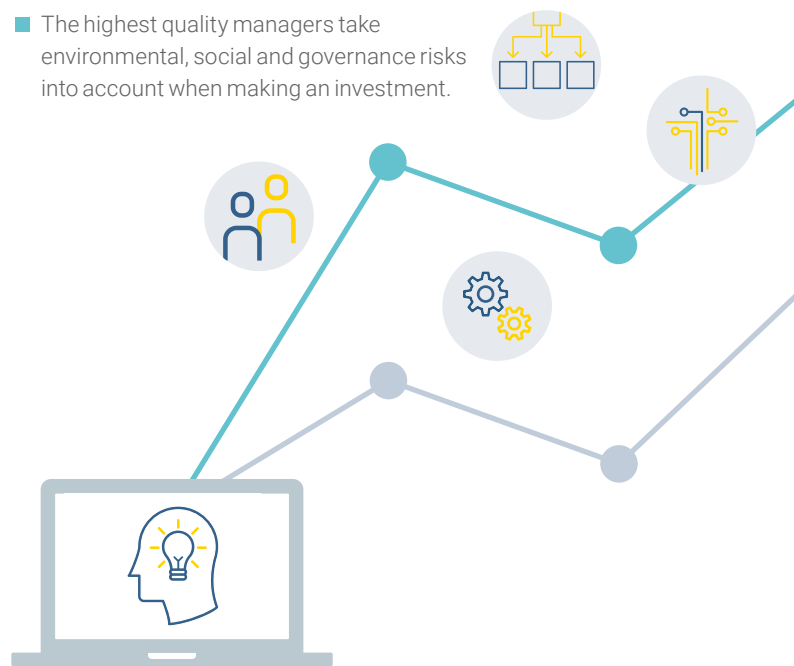 The highest quality managers take
environmental, social and governance risks
into account when making an investment.